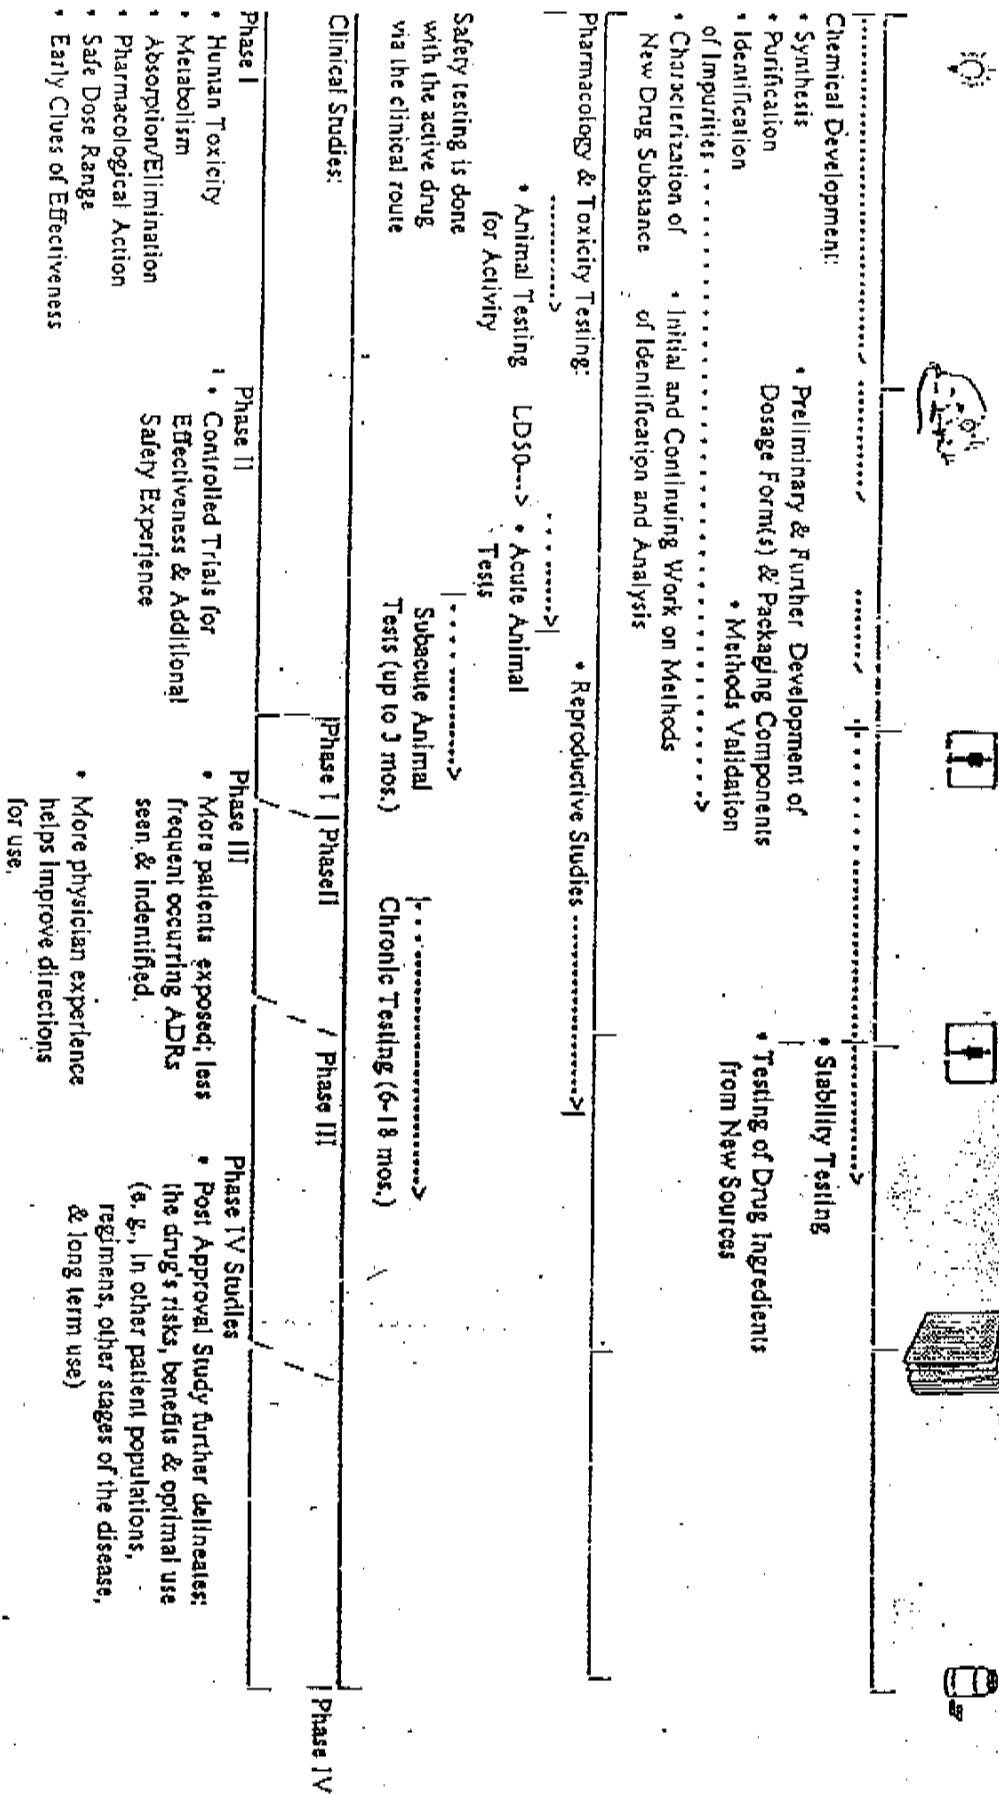 Chemical Development:
• Synthesis
• Purification
• Identification
of Impurities
• Characterization of
New Drug Substance
• Preliminary & Further Development of
Dosage Form(s) & Packaging Components
• Methods Validation
• Initial and Continuing Work on Methods
of Identification and Analysis
• Stability Testing
• Testing of Drug Ingredients
from New Sources
Pharmacology & Toxicity Testing:
• Animal Testing
for Activity
LD50---> • Acute Animal
Tests
• Reproductive Studies
Safety testing is done
with the active drug
via the clinical route
Subacute Animal
Tests (up to 3 mos.)
Chronic Testing (6-18 mos.)
Clinical Studies:
|Phase I | PhaseII
/ Phase III
|Phase IV
Phase I
• Human Toxicity
• Metabolism
• Absorption/Elimination
• Pharmacological Action
• Safe Dose Range
• Early Clues of Effectiveness
Phase II
• Controlled Trials for
Effectiveness & Additional
Safety Experience
Phase III
• More patients exposed; less
frequent occurring ADRs
seen & indentified.
• More physician experience
helps improve directions
for use.
Phase IV Studies
• Post Approval Study further delineates:
the drug's risks, benefits & optimal use
(e. g., in other patient populations,
regimens, other stages of the disease,
& long term use)